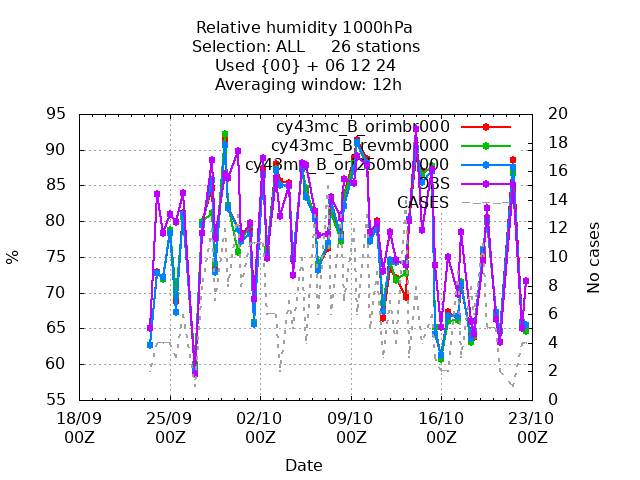 Relative humidity 1000hPa
Selection: ALL 26 stations
Used {00} + 06 12 24
Averaging window: 12h
cy43mc_B_orimbr000
cy43mc_B_revmbr000
cy43mc_B_ori250mbr000
OBS
CASES
%
95
90
85
80
75
70
65
60
55
20
18
16
14
12
10
8
6
4
2
0
No cases
18/09 25/09 02/10 09/10 16/10 23/10
00Z 00Z 00Z 00Z 00Z 00Z
Date